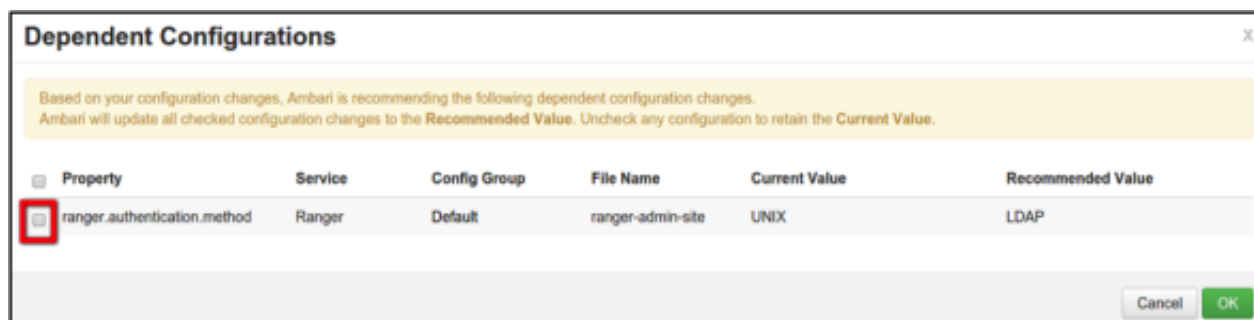 Dependent Configurations
X
Based on your configuration changes, Ambari is recommending the following dependent configuration changes.
Ambari will update all checked configuration changes to the Recommended Value. Uncheck any configuration to retain the Current Value.
Property Service Config Group File Name Current Value Recommended Value
ranger.authentication.method Ranger Default ranger-admin-site UNIX LDAP
Cancel OK